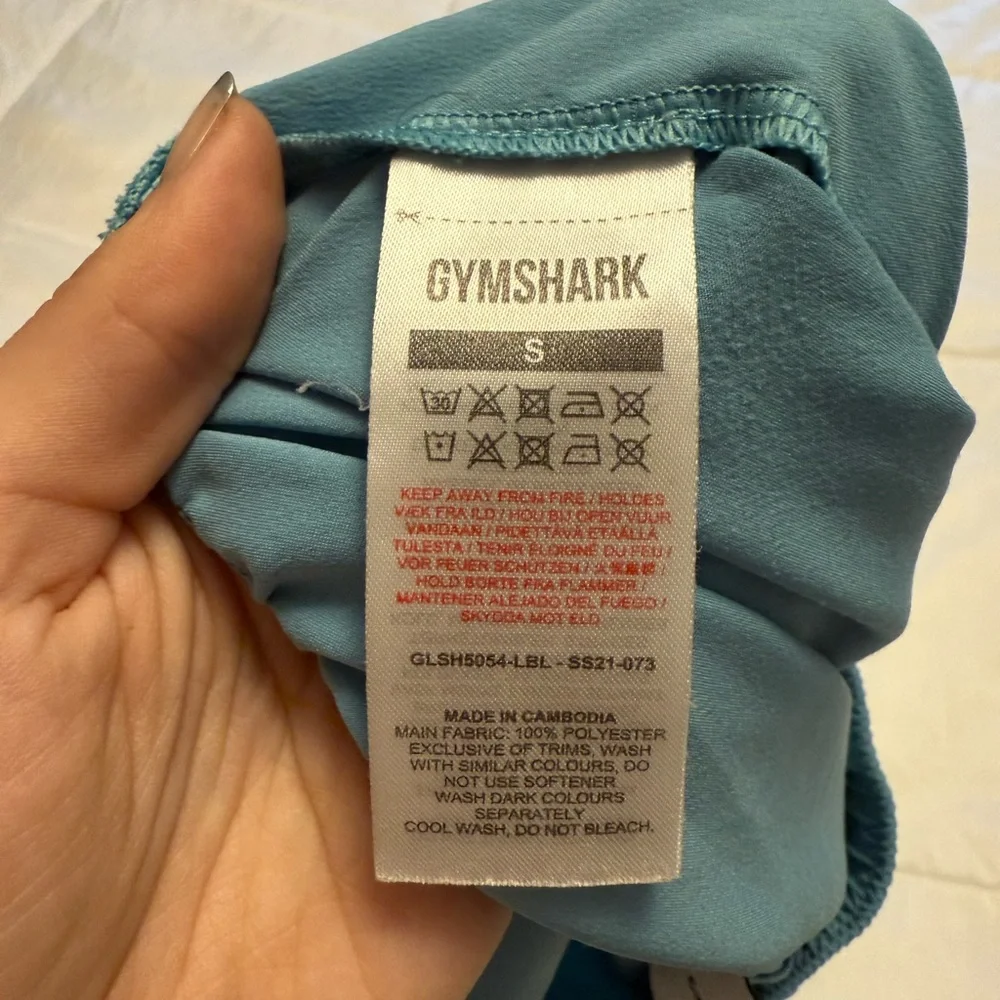 GYMSHARK
S
30
KEEP AWAY FROM FIRE / HOLDES
VÆK FRA ILD / HOU BIJ OPEN VUUR
VANDAAN / PIDETTÄVÄ ETÄÄLLÄ
TULESTA / TENIR ÉLOIGNÉ DU FEU /
VOR FEUER SCHÜTZEN /
HOLD BORTE FRA FLAMMER /
MANTENER ALEJADO DEL FUEGO /
SKYDDA MOT ELD
GLSH5054-LBL - SS21-073
MADE IN CAMBODIA
MAIN FABRIC: 100% POLYESTER
EXCLUSIVE OF TRIMS, WASH
WITH SIMILAR COLOURS, DO
NOT USE SOFTENER
WASH DARK COLOURS
SEPARATELY
COOL WASH, DO NOT BLEACH.